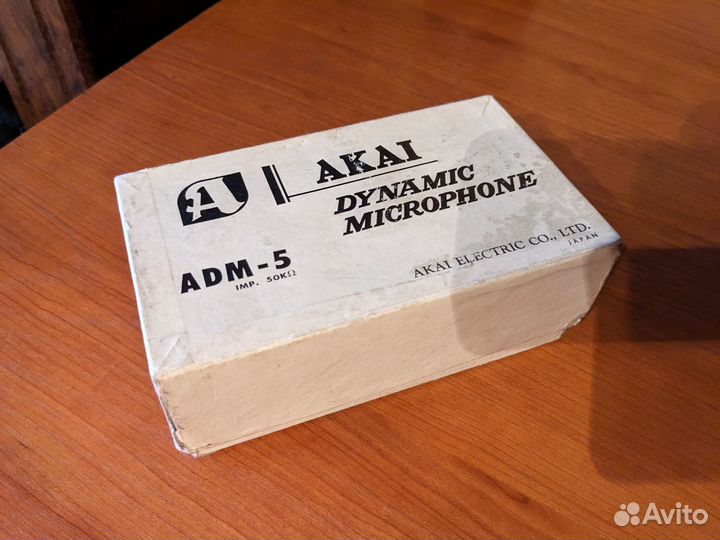 A
AKAI
DYNAMIC
MICROPHONE
ADM-5
IMP. 50KΩ
AKAI ELECTRIC CO., LTD.
JAPAN
Avito